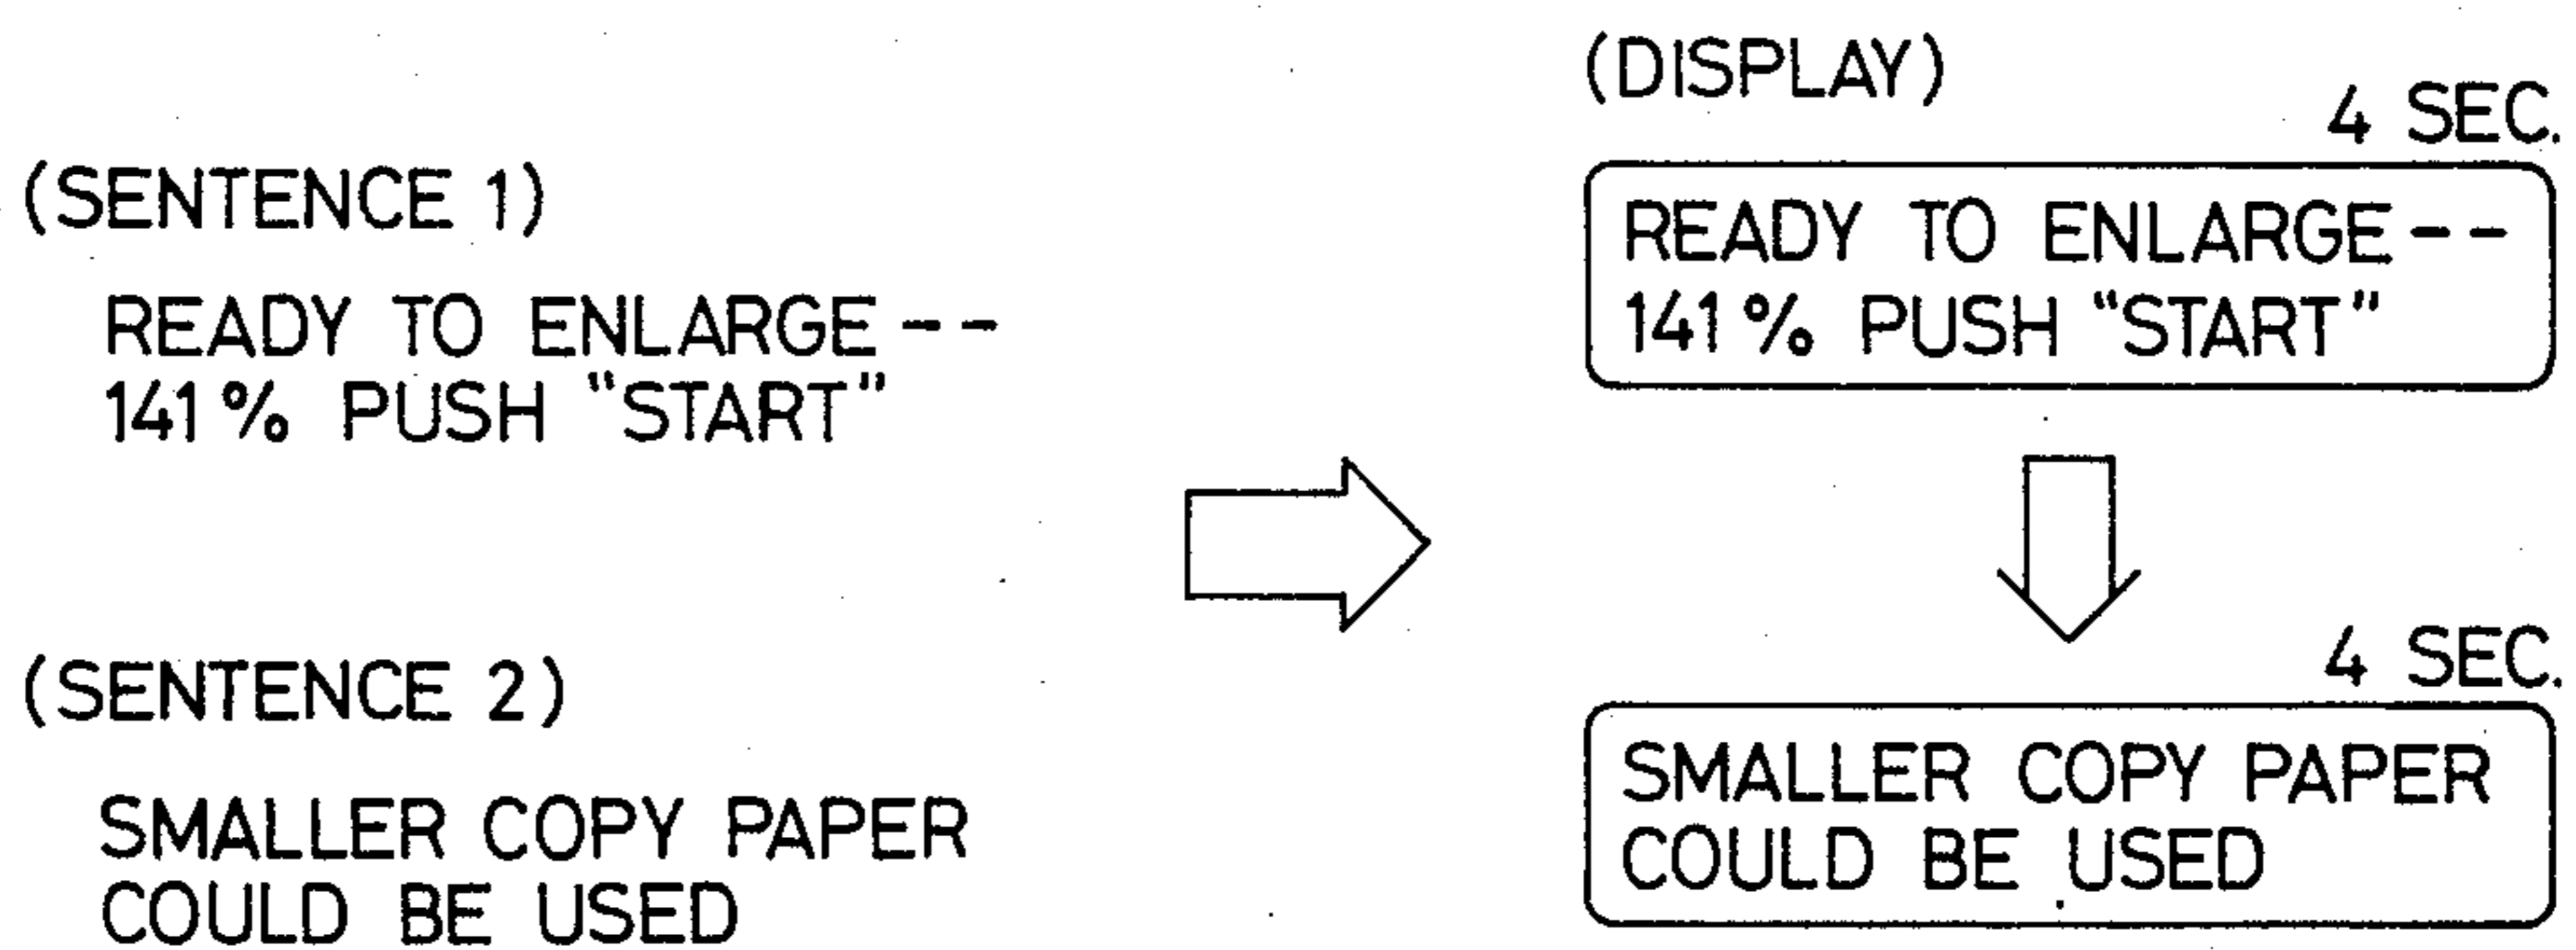 (SENTENCE 1)
READY TO ENLARGE--
141% PUSH "START"
(SENTENCE 2)
SMALLER COPY PAPER
COULD BE USED
(DISPLAY)
4 SEC.
READY TO ENLARGE--
141% PUSH "START"
4 SEC.
SMALLER COPY PAPER
COULD BE USED